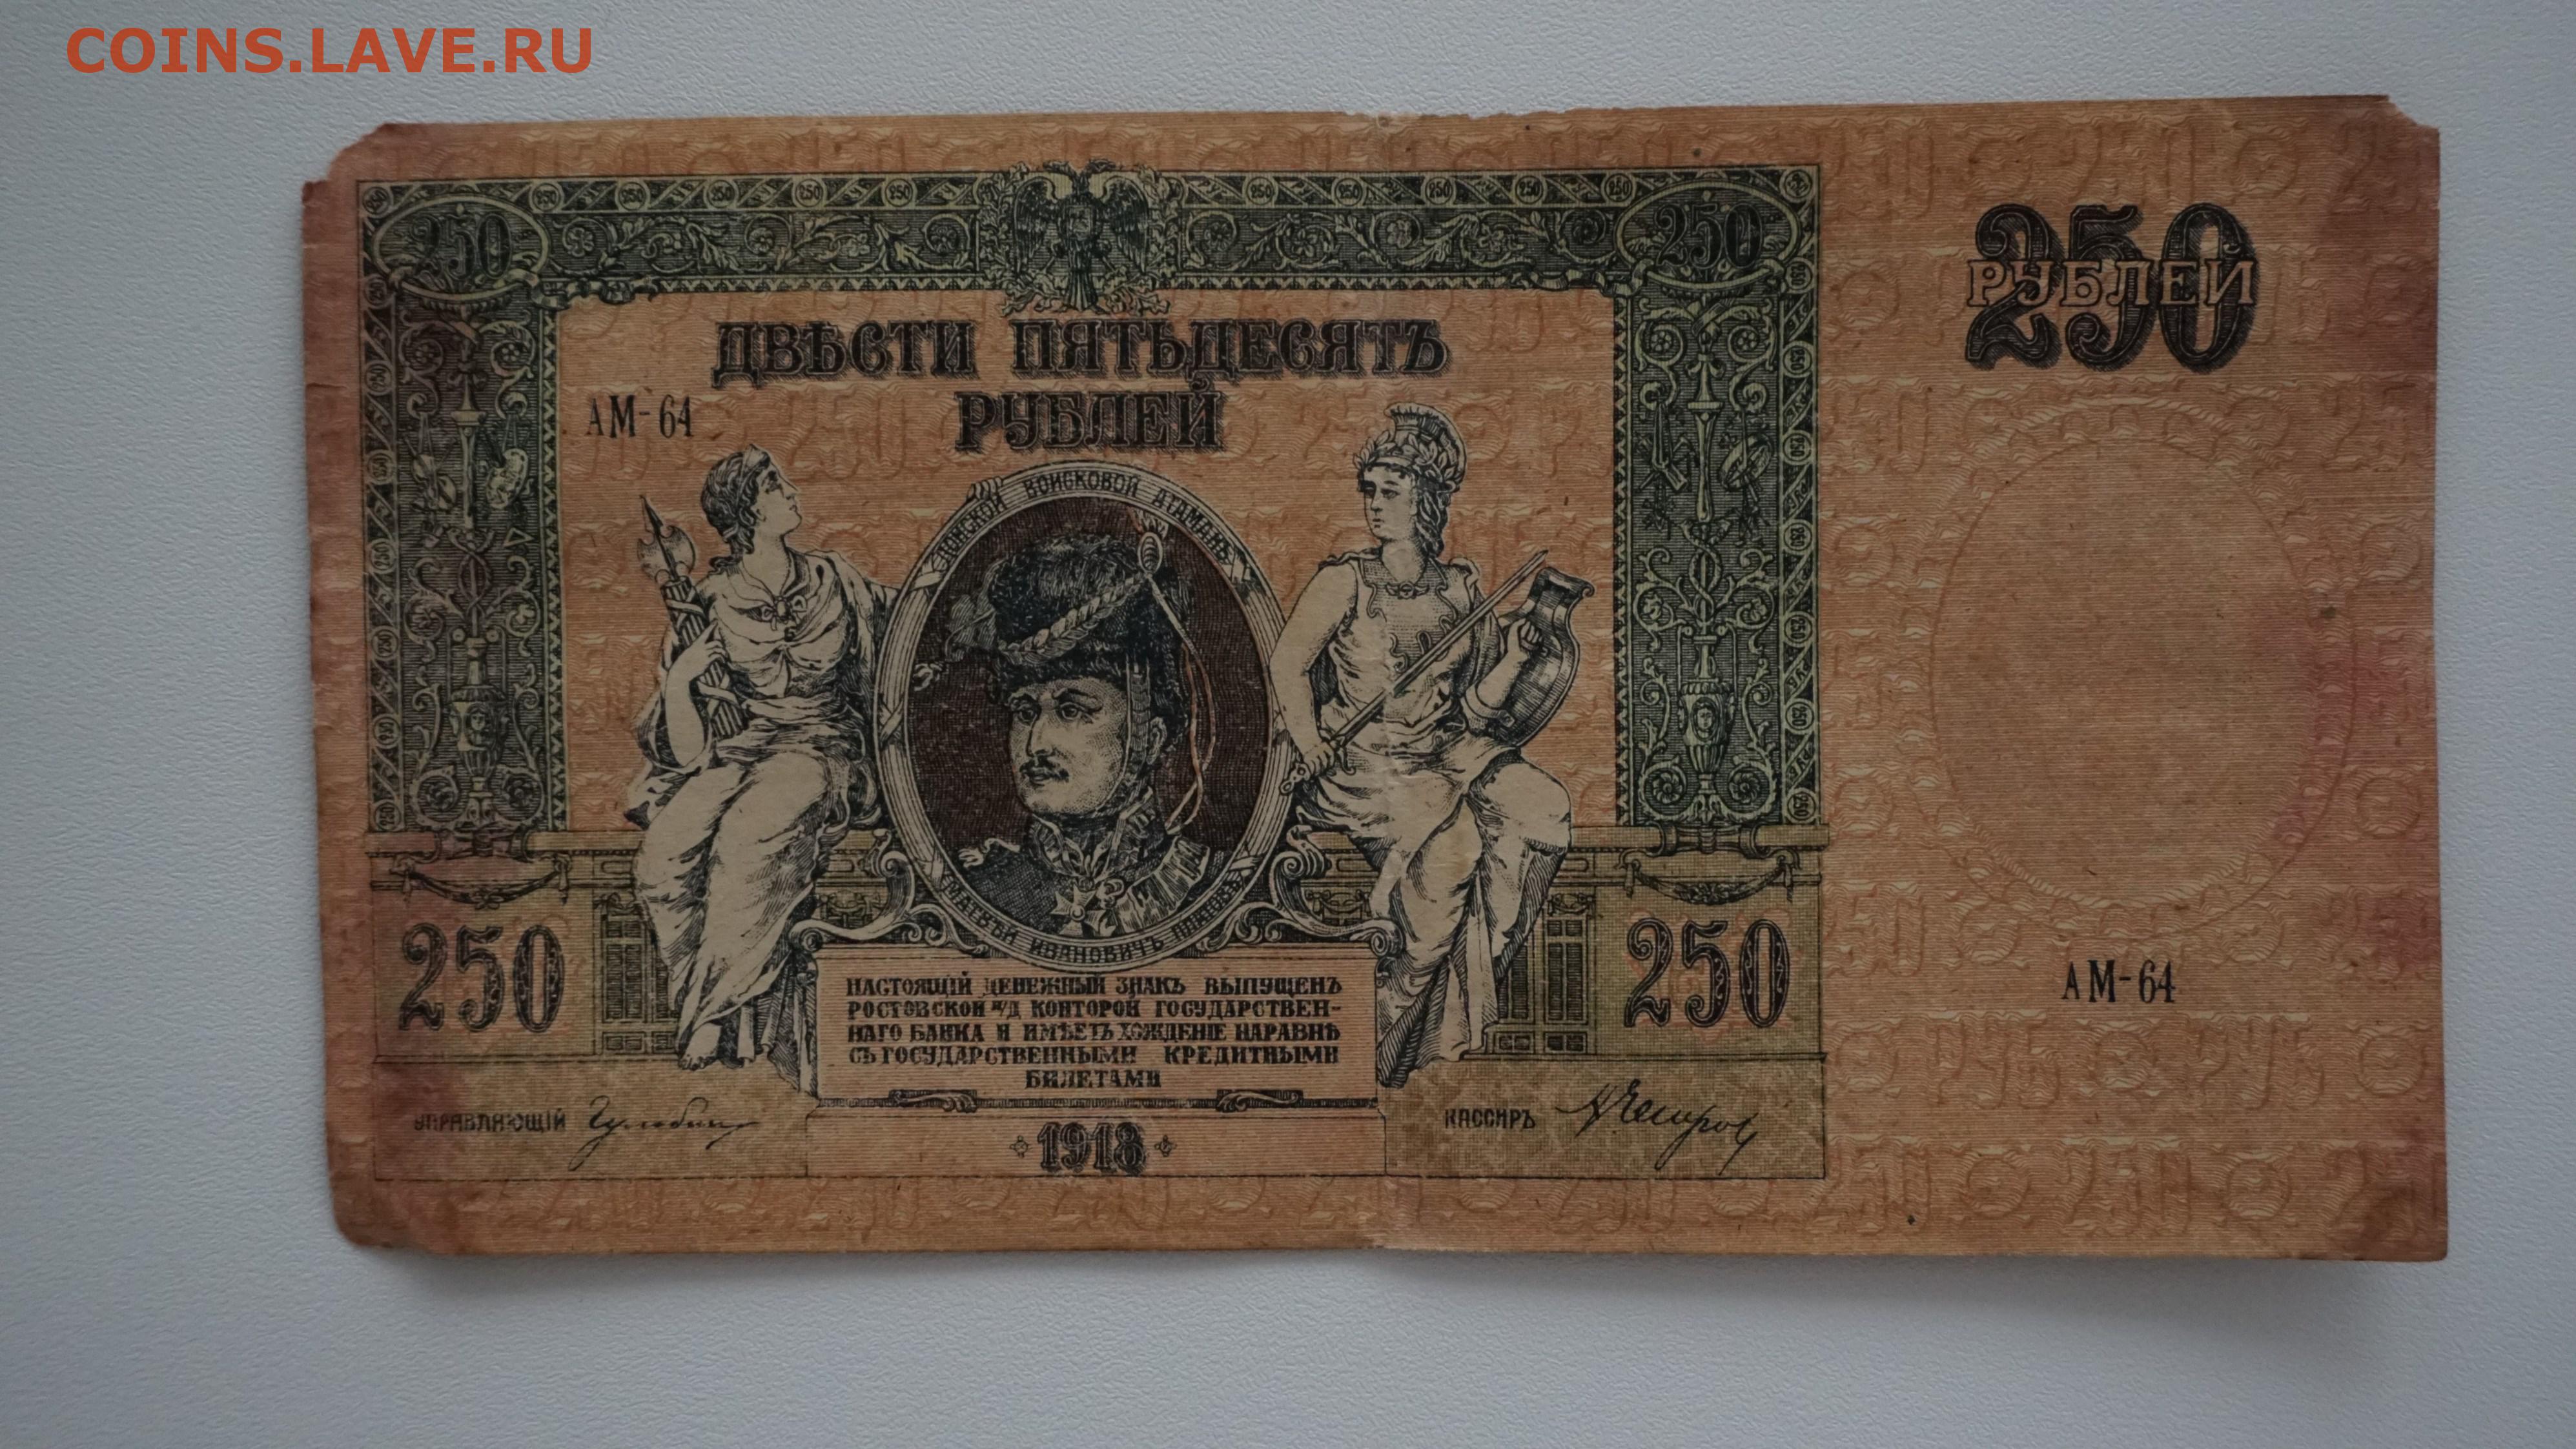 COINS.LAVE.RU
250
250
250
РУБЛЕЙ
ДВѢСТИ ПЯТЬДЕСЯТЪ
РУБЛЕЙ
АМ-64
ДОНСКОЙ ВОЙСКОВОЙ АТАМАНЪ
МАТВѢЙ ИВАНОВИЧЪ ПЛАТОВЪ
250
250
НАСТОЯЩІЙ ДЕНЕЖНЫЙ ЗНАКЪ ВЫПУЩЕНЪ
РОСТОВСКОЙ Н/Д КОНТОРОЙ ГОСУДАРСТВЕН-
НАГО БАНКА И ИМѢЕТЪ ХОЖДЕНІЕ НАРАВНѢ
СЪ ГОСУДАРСТВЕННЫМИ КРЕДИТНЫМИ
БИЛЕТАМИ
АМ-64
УПРАВЛЯЮЩІЙ
КАССИРЪ
1918